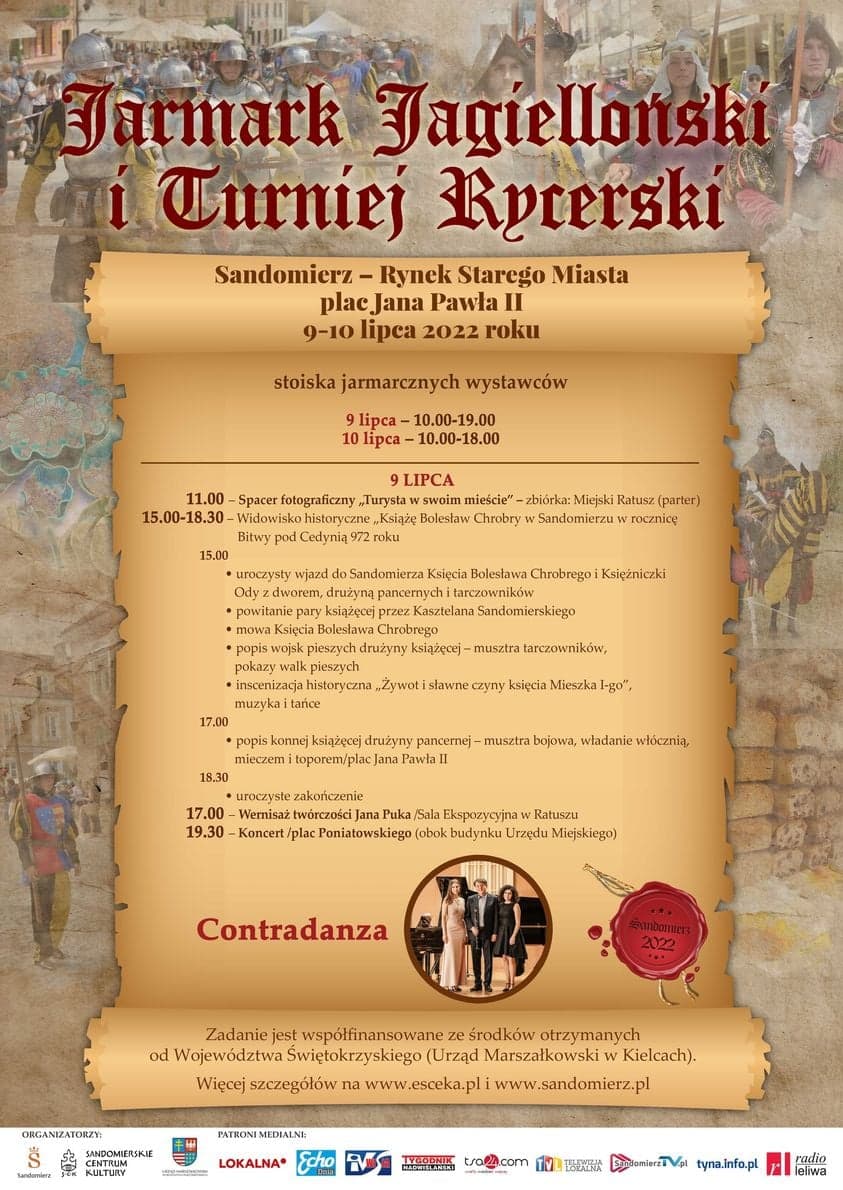 Jarmark Jagielloński
i Turniej Rycerski
Sandomierz – Rynek Starego Miasta
plac Jana Pawła II
9-10 lipca 2022 roku
stoiska jarmarcznych wystawców
9 lipca – 10.00-19.00
10 lipca – 10.00-18.00
9 LIPCA
11.00 – Spacer fotograficzny „Turysta w swoim mieście” – zbiórka: Miejski Ratusz (parter)
15.00-18.30 – Widowisko historyczne „Książę Bolesław Chrobry w Sandomierzu w rocznicę
Bitwy pod Cedynią 972 roku
15.00
• uroczysty wjazd do Sandomierza Księcia Bolesława Chrobrego i Księżniczki
Ody z dworem, drużyną pancernych i tarczowników
• powitanie pary książęcej przez Kasztelana Sandomierskiego
• mowa Księcia Bolesława Chrobrego
• popis wojsk pieszych drużyny książęcej – musztra tarczowników,
pokazy walk pieszych
• inscenizacja historyczna „Żywot i sławne czyny księcia Mieszka I-go”,
muzyka i tańce
17.00
• popis konnej książęcej drużyny pancernej – musztra bojowa, władanie włócznią,
mieczem i toporem/plac Jana Pawła II
18.30
• uroczyste zakończenie
17.00 – Wernisaż twórczości Jana Puka /Sala Ekspozycyjna w Ratuszu
19.30 – Koncert /plac Poniatowskiego (obok budynku Urzędu Miejskiego)
Contradanza
Sandomierz
2022
Zadanie jest współfinansowane ze środków otrzymanych
od Województwa Świętokrzyskiego (Urząd Marszałkowski w Kielcach).
Więcej szczegółów na www.esceka.pl i www.sandomierz.pl
ORGANIZATORZY:
Sandomierz
SCK
SANDOMIERSKIE
CENTRUM
KULTURY
PATRONI MEDIALNI:
LOKALNA
Echo
Dnia
TYGODNIK
NADWIŚLAŃSKI
tso24.com
TVL TELEWIZJA
LOKALNA
SandomierzTV.pl
tyna.info.pl
radio
leliwa